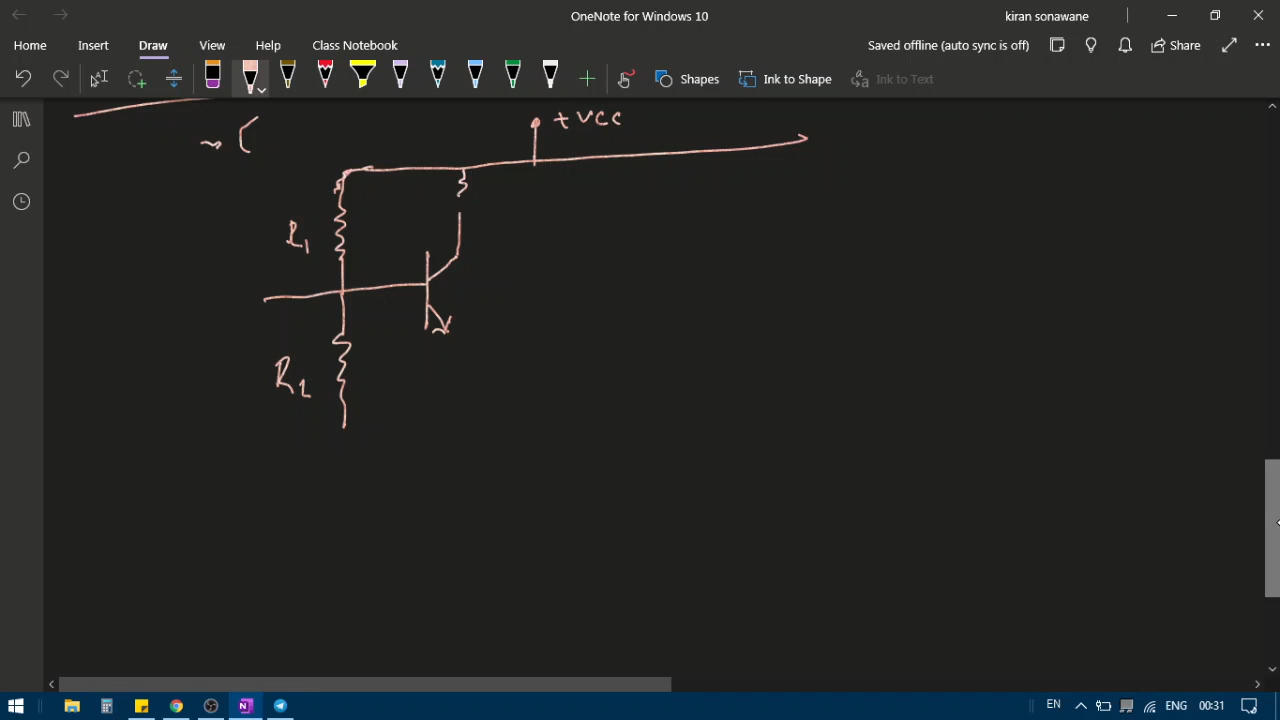 OneNote for Windows 10
kiran sonawane
Home Insert Draw View Help Class Notebook
Saved offline (auto sync is off)
Share
Shapes
Ink to Shape
Ink to Text
+VCC
R1
R2
EN
ENG
00:31